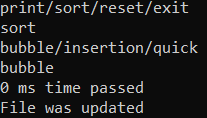 print/sort/reset/exit
sort
bubble/insertion/quick
bubble
0 ms time passed
File was updated